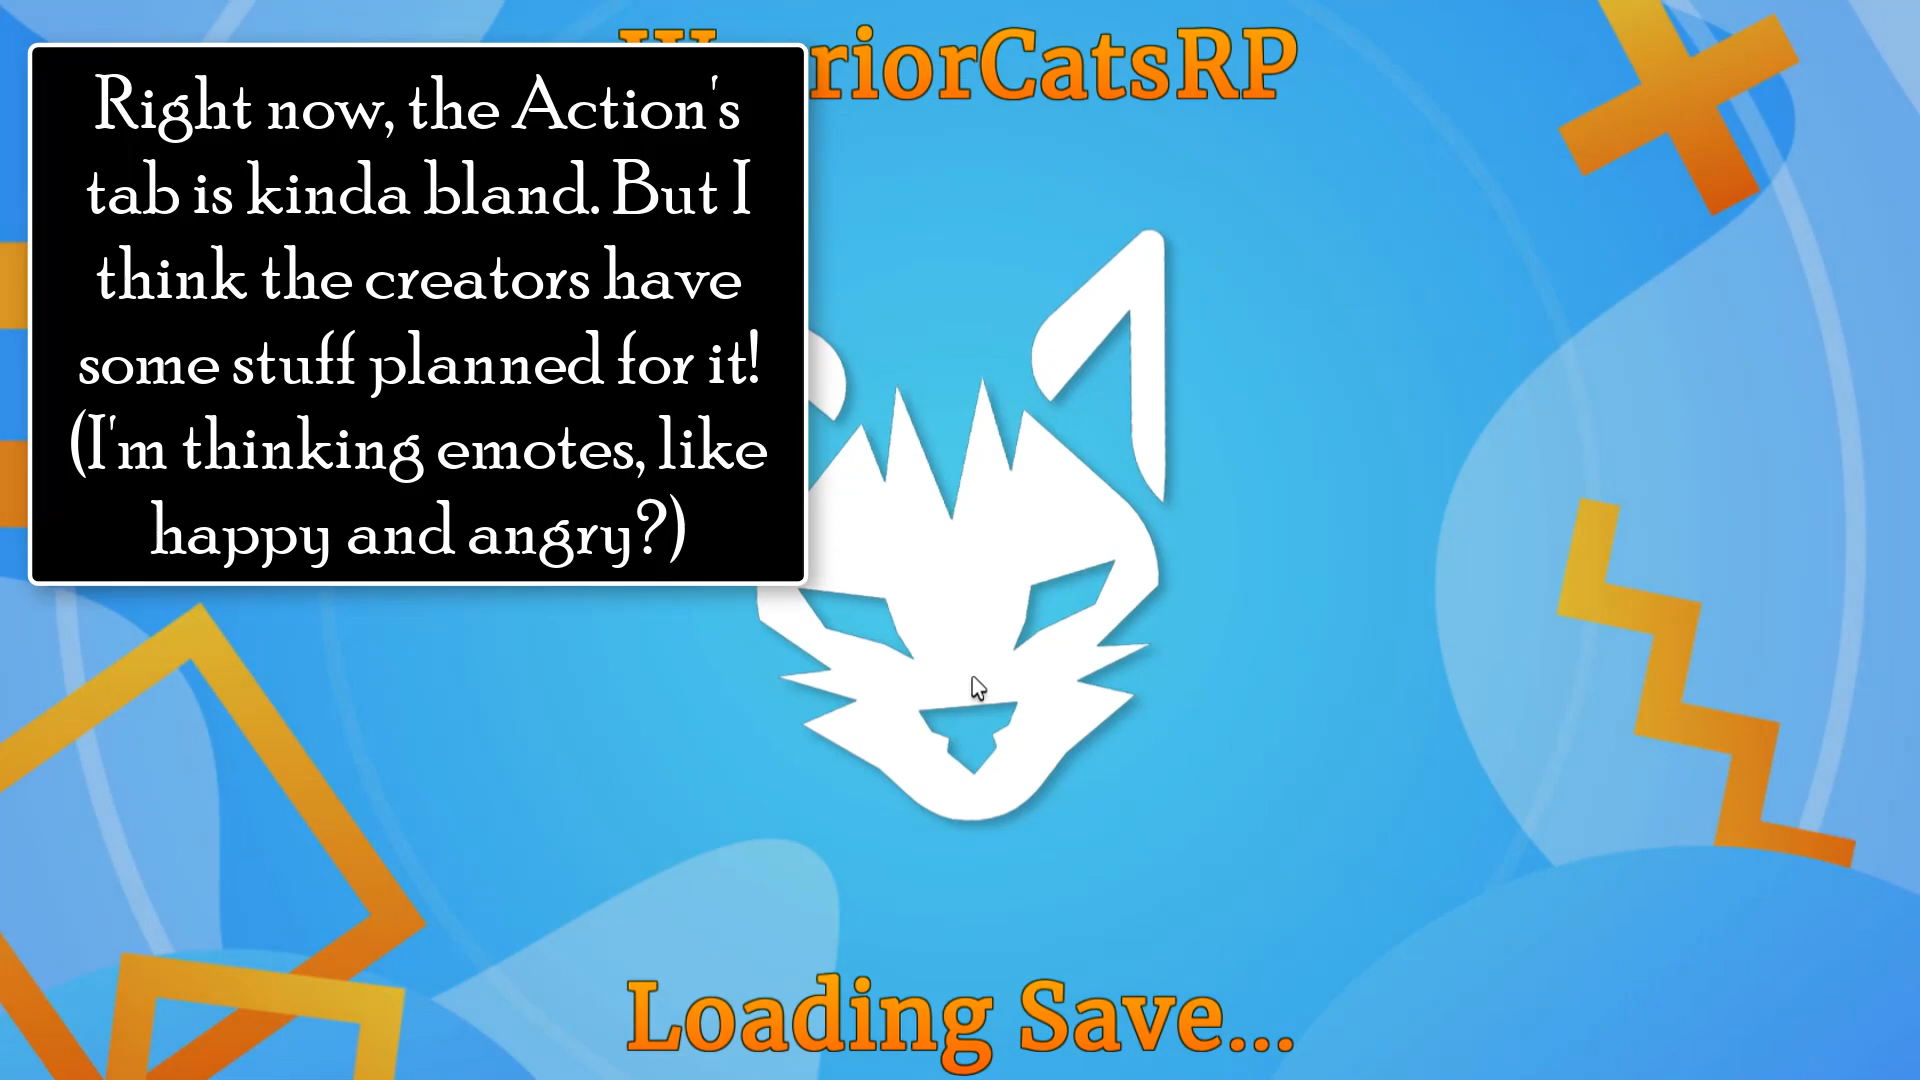 WarriorCatsRP
Right now, the Action's
tab is kinda bland. But I
think the creators have
some stuff planned for it!
(I'm thinking emotes, like
happy and angry?)
Loading Save...